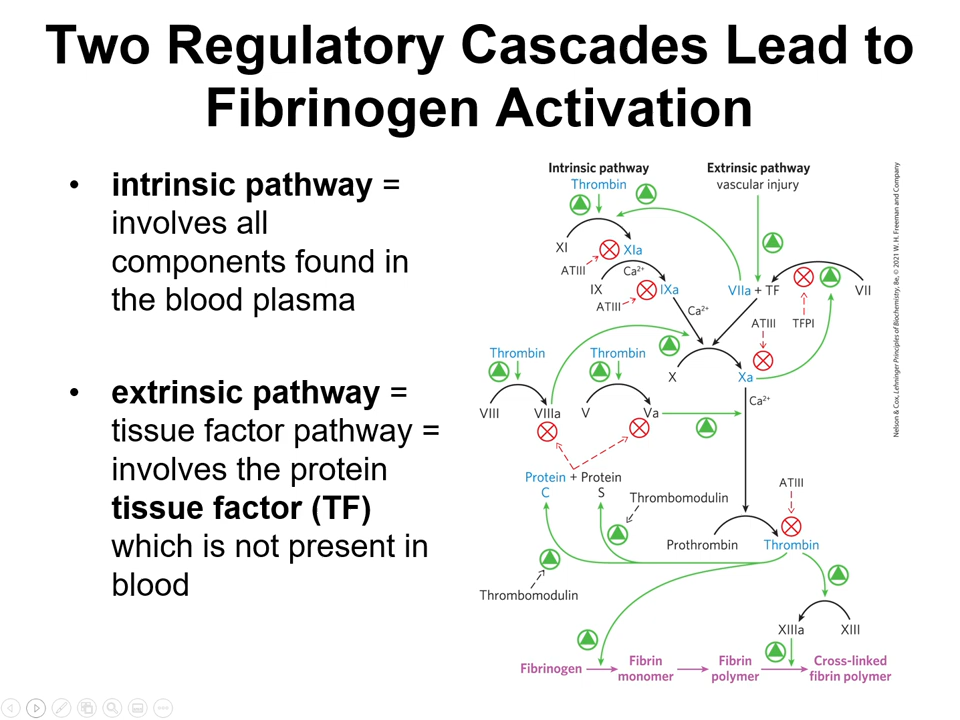 Two Regulatory Cascades Lead to
Fibrinogen Activation
• intrinsic pathway =
involves all
components found in
the blood plasma
• extrinsic pathway =
tissue factor pathway =
involves the protein
tissue factor (TF)
which is not present in
blood
Intrinsic pathway
Thrombin
Extrinsic pathway
vascular injury
XI
XIa
ATIII
Ca²⁺
IX
IXa
ATIII
Ca²⁺
VIIa + TF
VII
ATIII
TFPI
Thrombin
Thrombin
X
Xa
Ca²⁺
VIII
VIIIa
V
Va
Protein + Protein
C S
Thrombomodulin
ATIII
Prothrombin
Thrombin
Thrombomodulin
XIIIa
XIII
Fibrinogen
Fibrin
monomer
Fibrin
polymer
Cross-linked
fibrin polymer
Nelson & Cox, Lehninger Principles of Biochemistry, 8e, © 2021 W. H. Freeman and Company